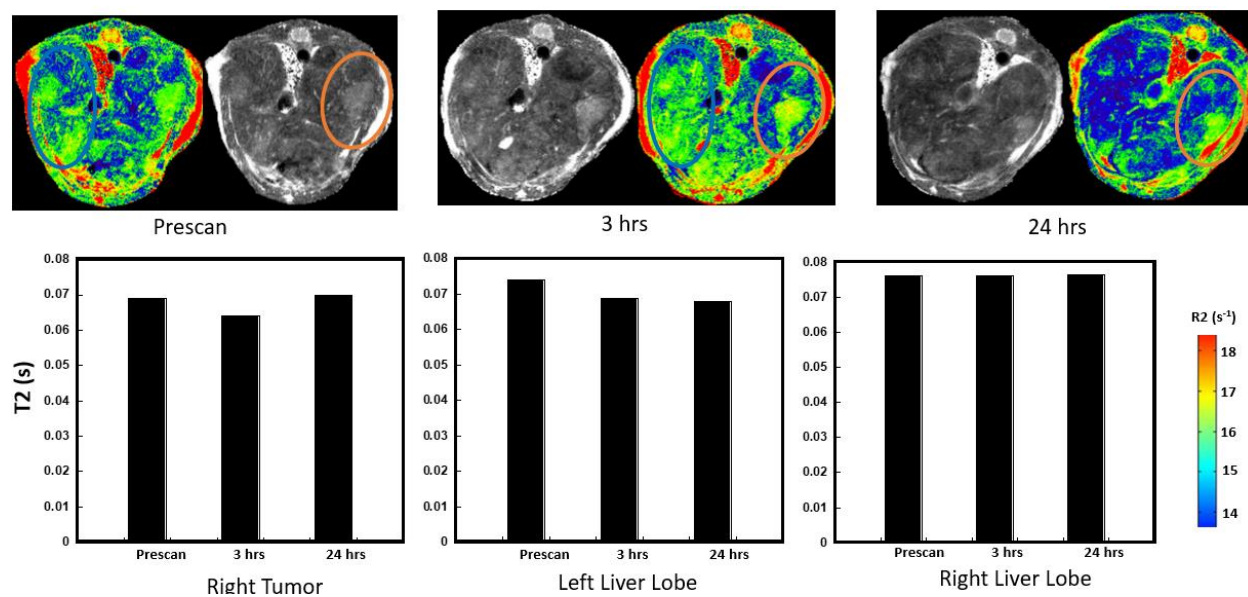 Prescan
3 hrs
24 hrs
T2 (s)
0.08
0.07
0.06
0.05
0.04
0.03
0.02
0.01
0
Prescan
3 hrs
24 hrs
Right Tumor
0.08
0.07
0.06
0.05
0.04
0.03
0.02
0.01
0
Prescan
3 hrs
24 hrs
Left Liver Lobe
0.08
0.07
0.06
0.05
0.04
0.03
0.02
0.01
0
Prescan
3 hrs
24 hrs
Right Liver Lobe
R2 (s⁻¹)
18
17
16
15
14